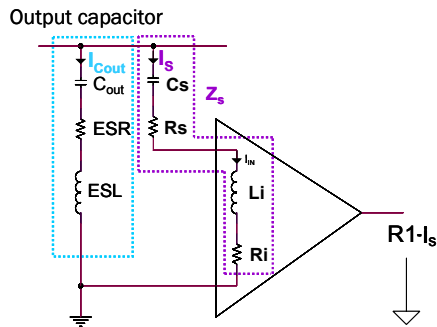 Output capacitor
I_Cout
I_S
C_out
Cs
Z_s
ESR
Rs
I_IN
ESL
Li
Ri
R1-I_s